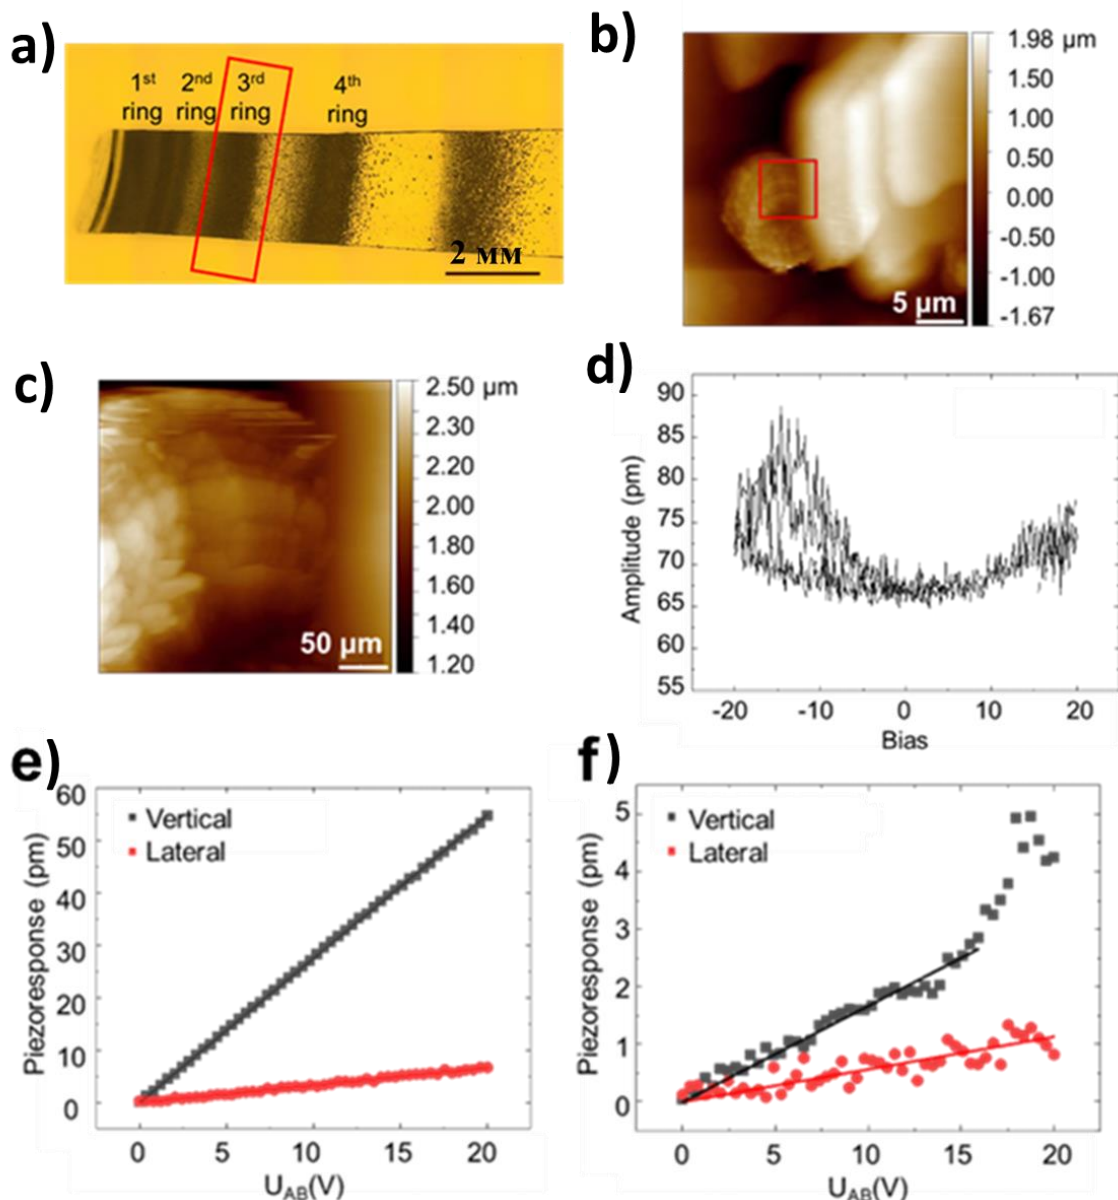 a)
1st 2nd 3rd 4th
ring ring ring ring
2 мм
b)
1.98 µm
1.50
1.00
0.50
0.00
-0.50
-1.00
-1.67
5 µm
c)
2.50 µm
2.30
2.20
2.00
1.80
1.60
1.40
1.20
50 µm
d)
90
85
80
75
70
65
60
55
Amplitude (pm)
-20 -10 0 10 20
Bias
e)
60
50
40
30
20
10
0
Piezoresponse (pm)
Vertical
Lateral
0 5 10 15 20
UAB(V)
f)
5
4
3
2
1
0
Piezoresponse (pm)
Vertical
Lateral
0 5 10 15 20
UAB(V)